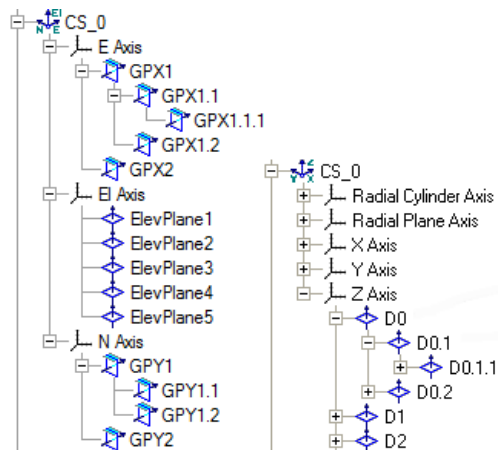 El
N E CS_0
E Axis
GPX1
GPX1.1
GPX1.1.1
GPX1.2
GPX2
El Axis
ElevPlane1
ElevPlane2
ElevPlane3
ElevPlane4
ElevPlane5
N Axis
GPY1
GPY1.1
GPY1.2
GPY2
Z
Y X CS_0
Radial Cylinder Axis
Radial Plane Axis
X Axis
Y Axis
Z Axis
D0
D0.1
D0.1.1
D0.2
D1
D2